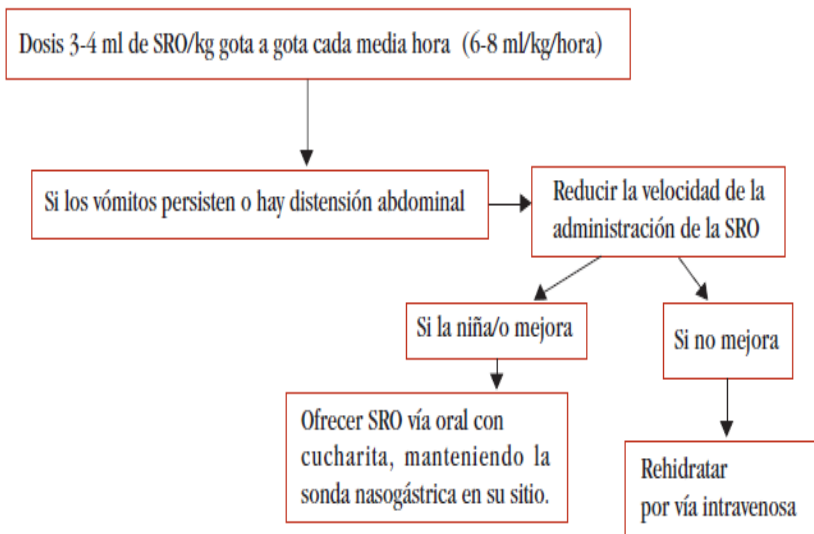 Dosis 3-4 ml de SRO/kg gota a gota cada media hora (6-8 ml/kg/hora)
Si los vómitos persisten o hay distensión abdominal
Reducir la velocidad de la
administración de la SRO
Si la niña/o mejora
Si no mejora
Ofrecer SRO vía oral con
cucharita, manteniendo la
sonda nasogástrica en su sitio.
Rehidratar
por vía intravenosa